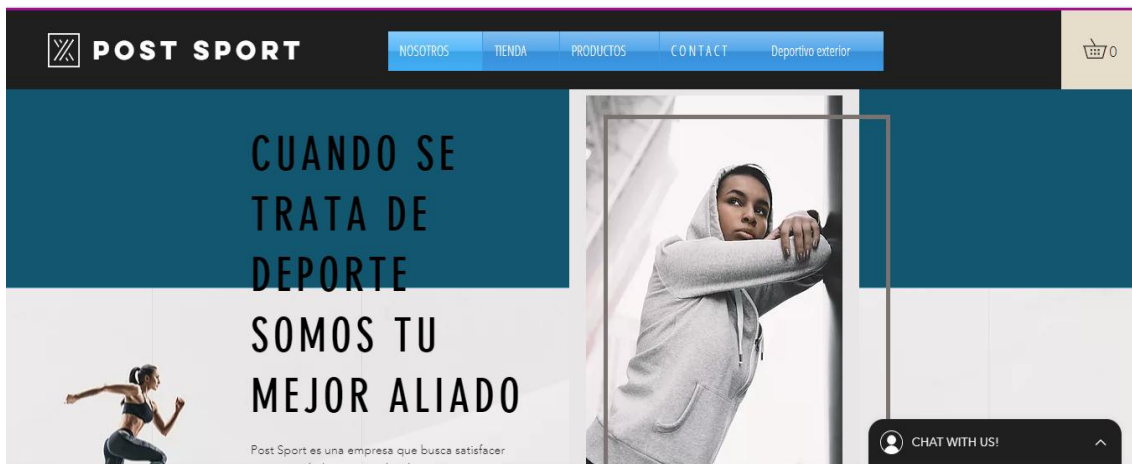 POST SPORT
NOSOTROS TIENDA PRODUCTOS CONTACT Deportivo exterior
0
CUANDO SE
TRATA DE
DEPORTE
SOMOS TU
MEJOR ALIADO
Post Sport es una empresa que busca satisfacer
CHAT WITH US!